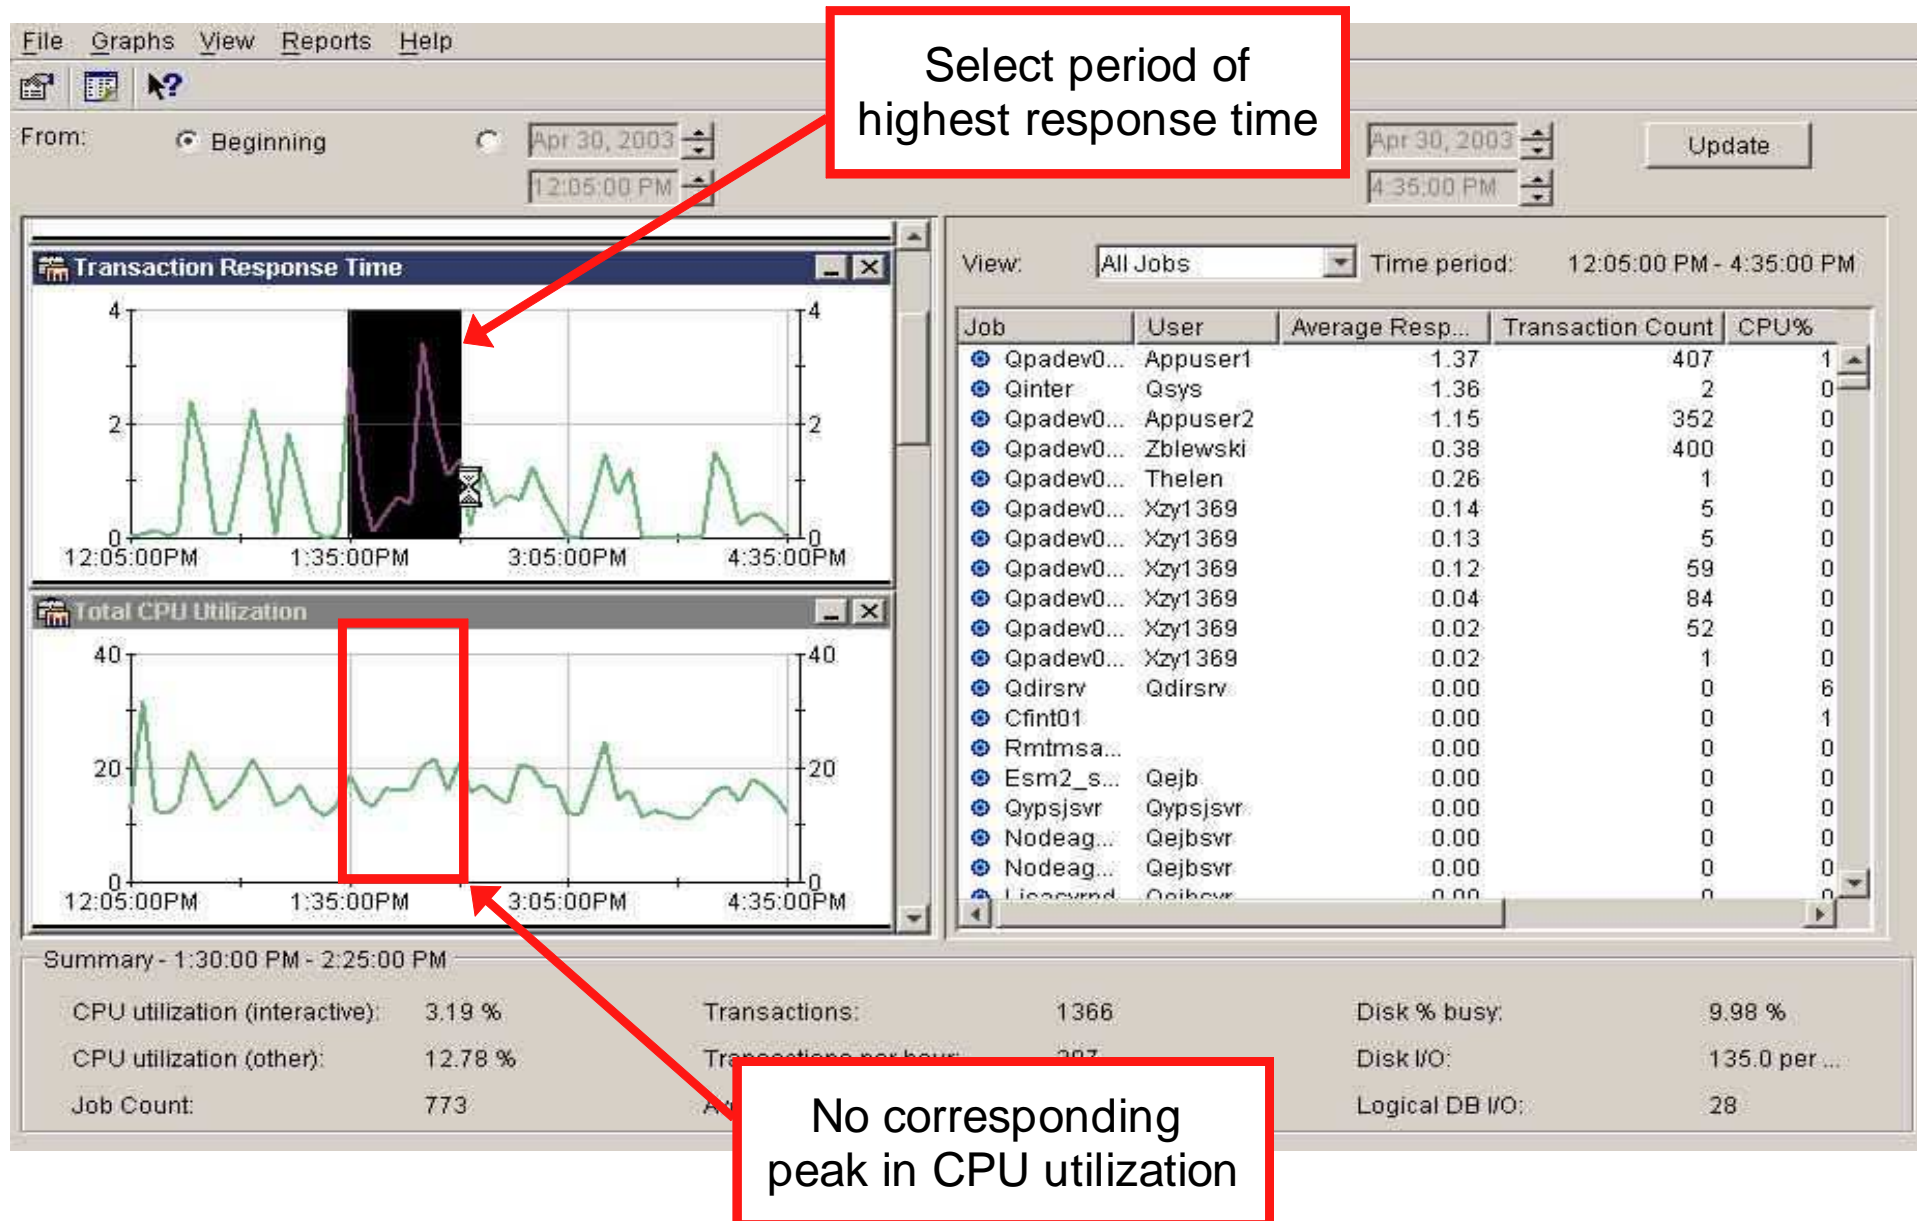 File Graphs View Reports Help
Select period of
highest response time
From: Beginning Apr 30, 2003 Apr 30, 2003 Update
12:05:00 PM 4:35:00 PM
Transaction Response Time
4 4
2 2
0 0
12:05:00PM 1:35:00PM 3:05:00PM 4:35:00PM
Total CPU Utilization
40 40
20 20
0 0
12:05:00PM 1:35:00PM 3:05:00PM 4:35:00PM
View: All Jobs Time period: 12:05:00 PM - 4:35:00 PM
Job User Average Resp... Transaction Count CPU%
Qpadev0... Appuser1 1.37 407 1
Qinter Qsys 1.36 2 0
Qpadev0... Appuser2 1.15 352 0
Qpadev0... Zblewski 0.38 400 0
Qpadev0... Thelen 0.26 1 0
Qpadev0... Xzy1369 0.14 5 0
Qpadev0... Xzy1369 0.13 5 0
Qpadev0... Xzy1369 0.12 59 0
Qpadev0... Xzy1369 0.04 84 0
Qpadev0... Xzy1369 0.02 52 0
Qpadev0... Xzy1369 0.02 1 0
Qdirsrv Qdirsrv 0.00 0 6
Cfint01 0.00 0 1
Rmtmsa... 0.00 0 0
Esm2_s... Qejb 0.00 0 0
Qypsjsvr Qypsjsvr 0.00 0 0
Nodeag... Qejbsvr 0.00 0 0
Nodeag... Qejbsvr 0.00 0 0
Qejbsvr 0.00 0 0
Summary - 1:30:00 PM - 2:25:00 PM
CPU utilization (interactive): 3.19 % Transactions: 1366 Disk % busy: 9.98 %
CPU utilization (other): 12.78 % Transactions per hour: Disk I/O: 135.0 per ...
Job Count: 773 Logical DB I/O: 28
No corresponding
peak in CPU utilization